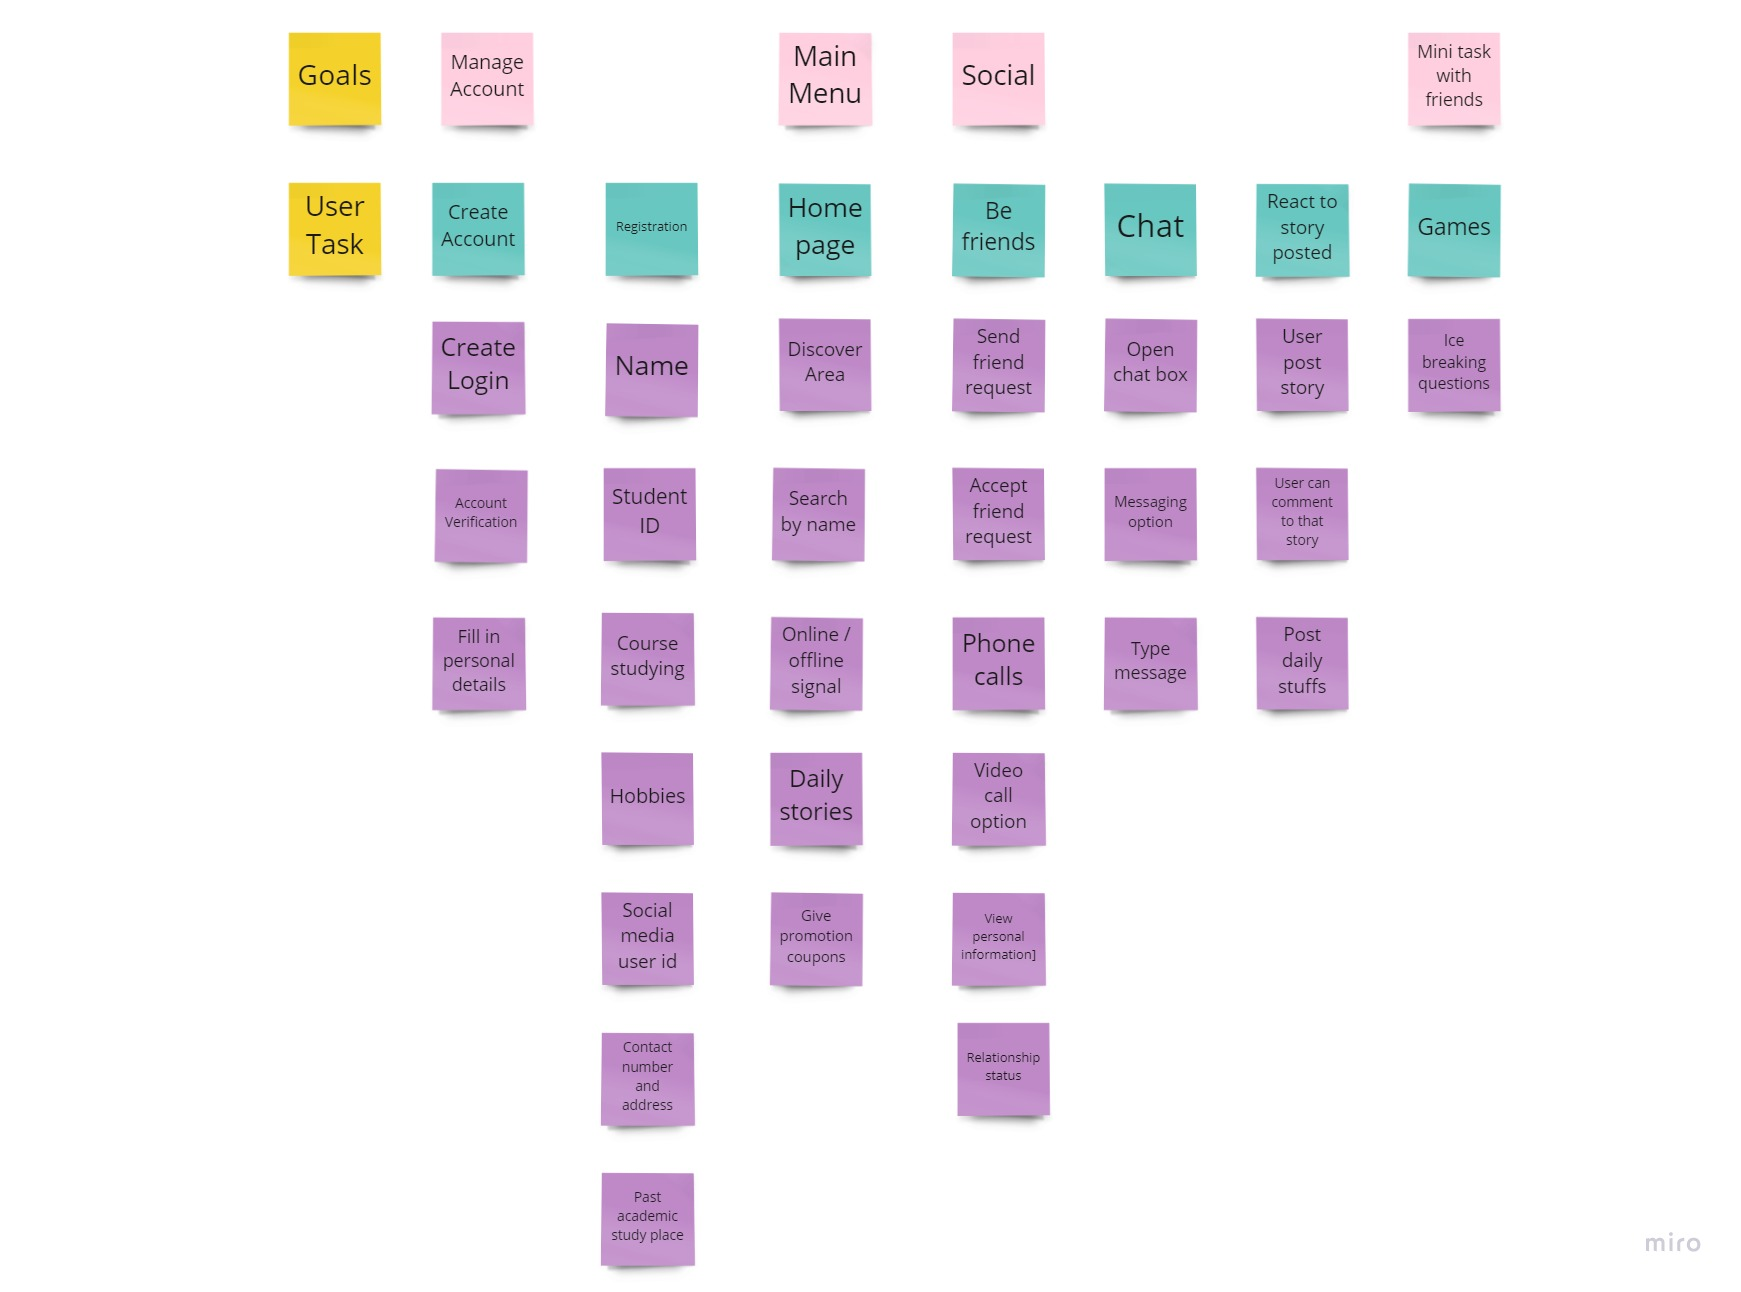 Goals
Manage
Account
Main
Menu
Social
Mini task
with
friends
User
Task
Create
Account
Registration
Home
page
Be
friends
Chat
React to
story
posted
Games
Create
Login
Name
Discover
Area
Send
friend
request
Open
chat box
User
post
story
Ice
breaking
questions
Account
Verification
Student
ID
Search
by name
Accept
friend
request
Messaging
option
User can
comment
to that
story
Fill in
personal
details
Course
studying
Online /
offline
signal
Phone
calls
Type
message
Post
daily
stuffs
Hobbies
Daily
stories
Video
call
option
Social
media
user id
Give
promotion
coupons
View
personal
information]
Contact
number
and
address
Relationship
status
Past
academic
study place
miro